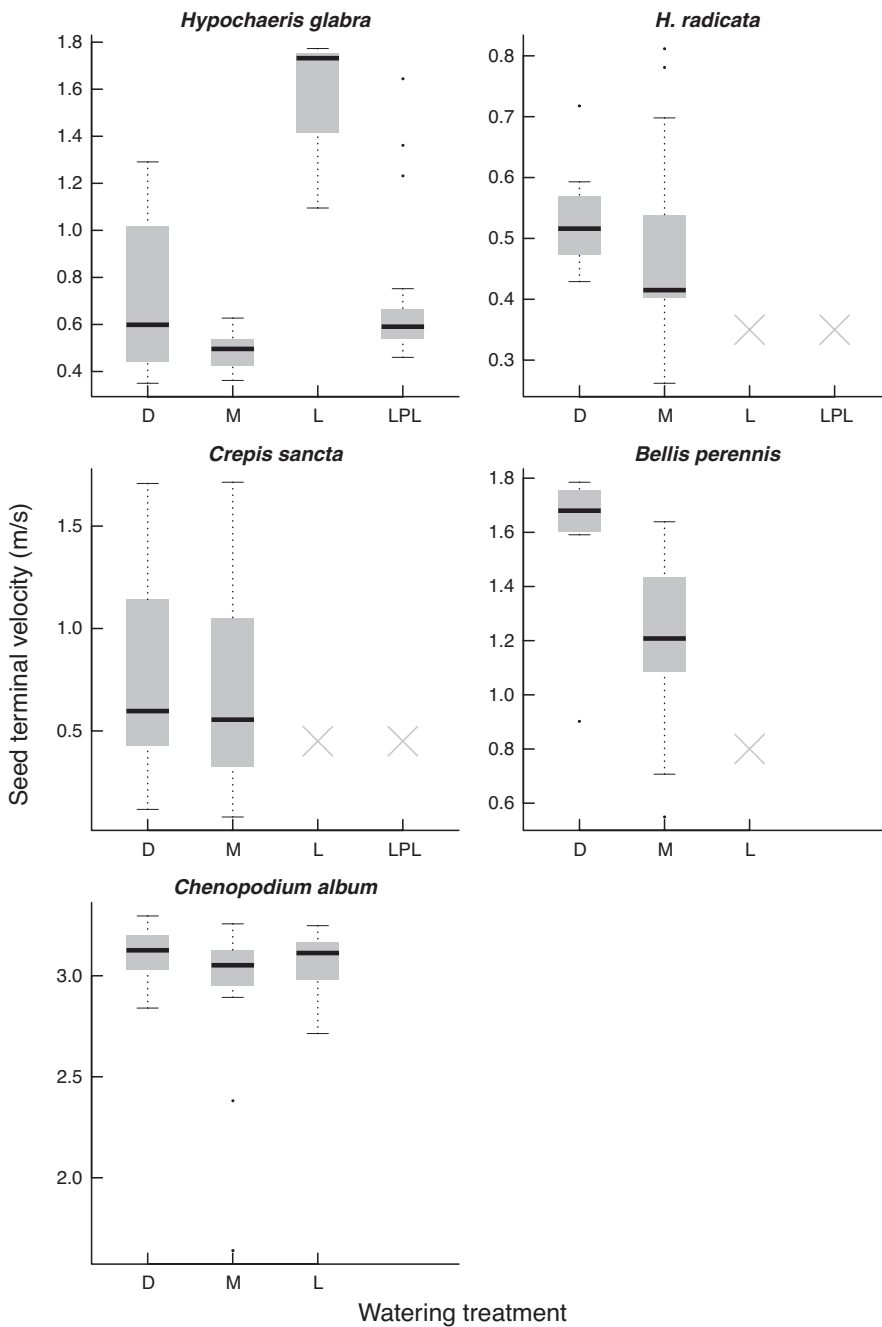 Hypochaeris glabra
H. radicata
1.8
1.6
1.4
1.2
1.0
0.8
0.6
0.4
D M L LPL
0.8
0.7
0.6
0.5
0.4
0.3
D M L LPL
Crepis sancta
Bellis perennis
1.5
1.0
0.5
D M L LPL
1.8
1.6
1.4
1.2
1.0
0.8
0.6
D M L
Seed terminal velocity (m/s)
Chenopodium album
3.0
2.5
2.0
D M L
Watering treatment